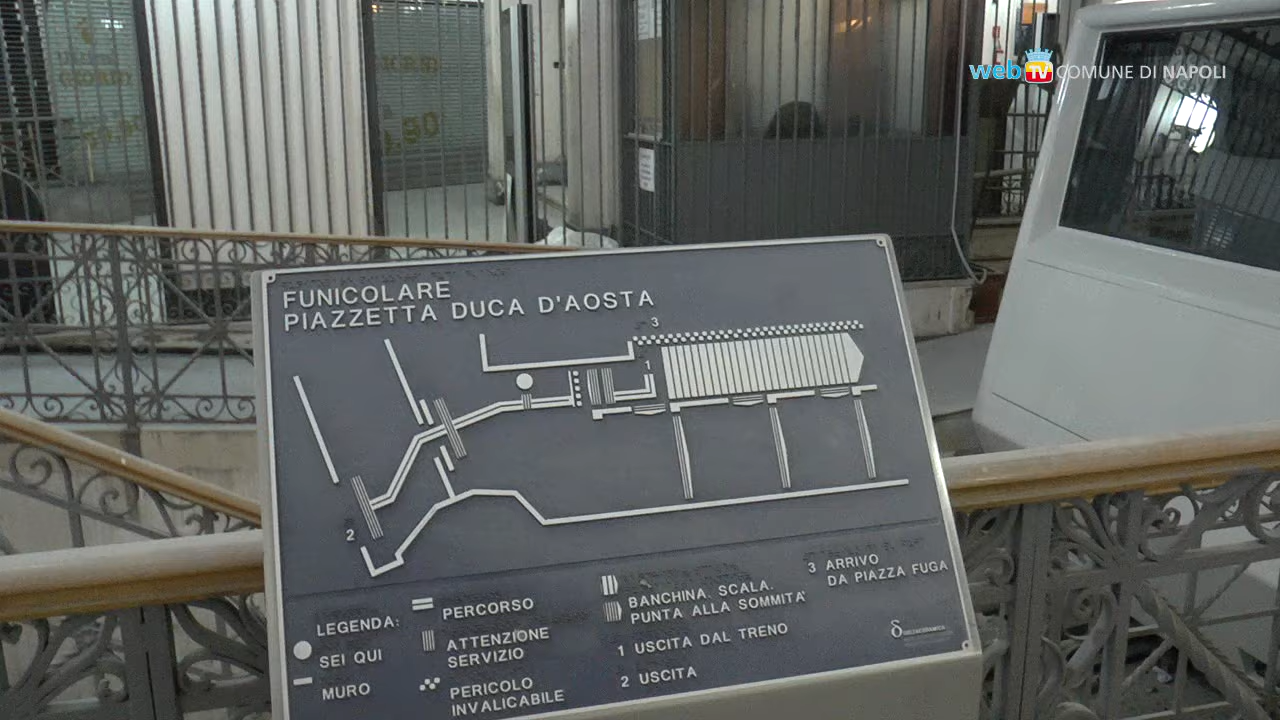 web TV COMUNE DI NAPOLI
FUNICOLARE
PIAZZETTA DUCA D'AOSTA
3
1
2
LEGENDA:
SEI QUI
MURO
PERCORSO
ATTENZIONE
SERVIZIO
PERICOLO
INVALICABILE
BANCHINA. SCALA.
PUNTA ALLA SOMMITA'
1 USCITA DAL TRENO
2 USCITA
3 ARRIVO
DA PIAZZA FUGA